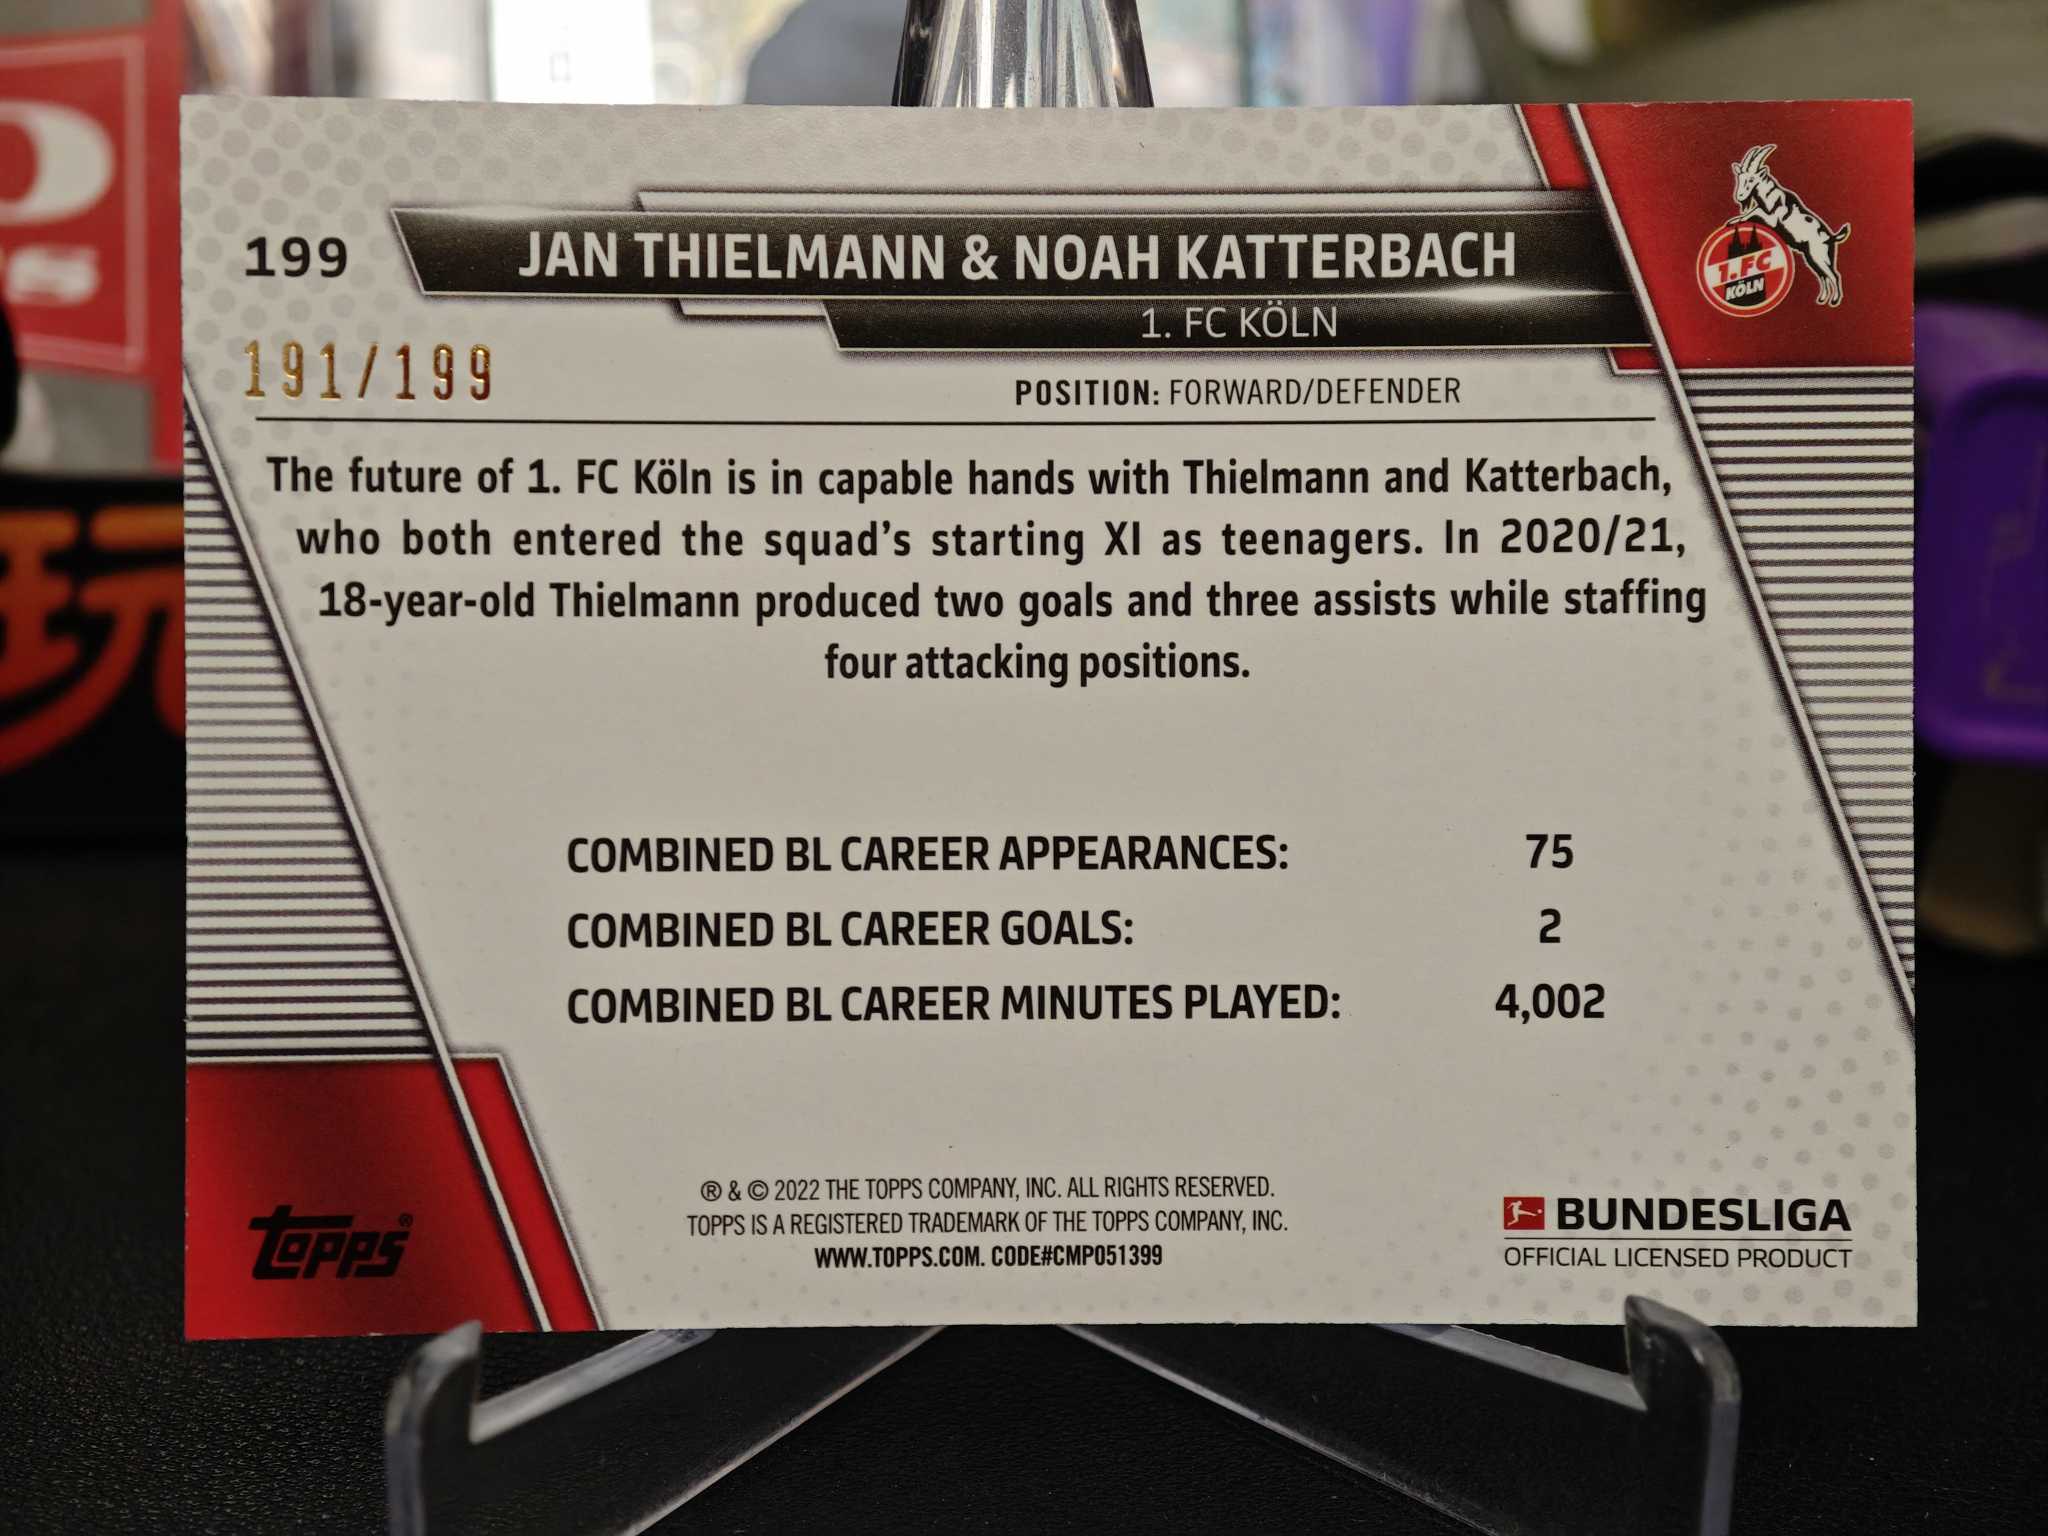 199
JAN THIELMANN & NOAH KATTERBACH
1. FC KÖLN
1. FC
KÖLN
191/199
POSITION: FORWARD/DEFENDER
The future of 1. FC Köln is in capable hands with Thielmann and Katterbach,
who both entered the squad’s starting XI as teenagers. In 2020/21,
18-year-old Thielmann produced two goals and three assists while staffing
four attacking positions.
COMBINED BL CAREER APPEARANCES: 75
COMBINED BL CAREER GOALS: 2
COMBINED BL CAREER MINUTES PLAYED: 4,002
® & © 2022 THE TOPPS COMPANY, INC. ALL RIGHTS RESERVED.
TOPPS IS A REGISTERED TRADEMARK OF THE TOPPS COMPANY, INC.
WWW.TOPPS.COM. CODE#CMP051399
topps®
BUNDESLIGA
OFFICIAL LICENSED PRODUCT
玩